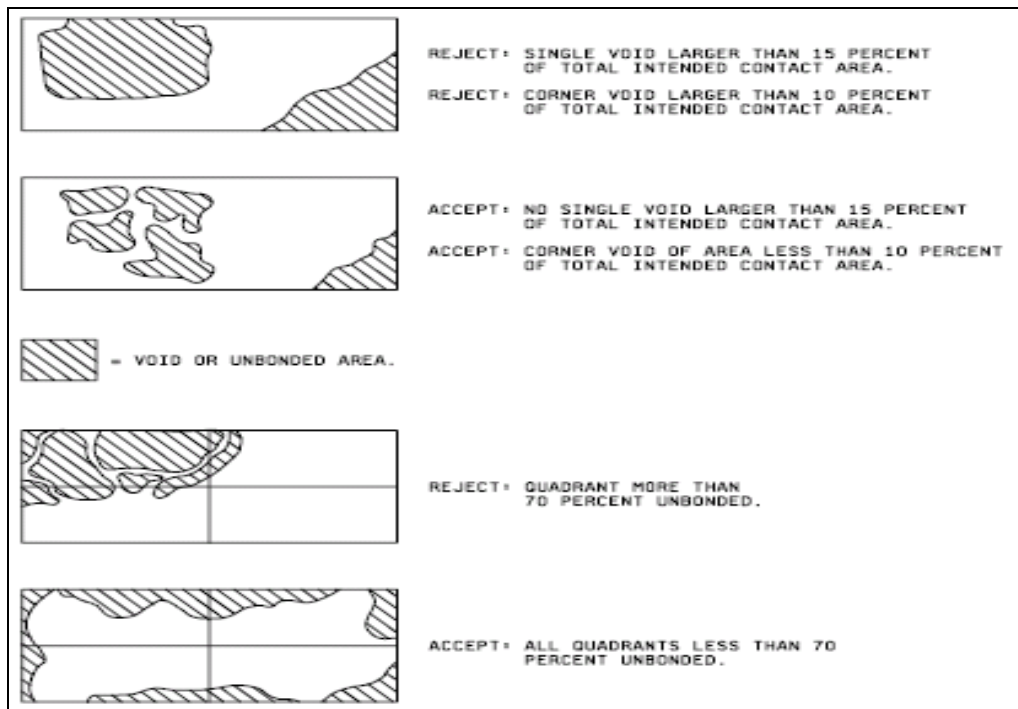 REJECT: SINGLE VOID LARGER THAN 15 PERCENT
OF TOTAL INTENDED CONTACT AREA.
REJECT: CORNER VOID LARGER THAN 10 PERCENT
OF TOTAL INTENDED CONTACT AREA.
ACCEPT: NO SINGLE VOID LARGER THAN 15 PERCENT
OF TOTAL INTENDED CONTACT AREA.
ACCEPT: CORNER VOID OF AREA LESS THAN 10 PERCENT
OF TOTAL INTENDED CONTACT AREA.
= VOID OR UNBONDED AREA.
REJECT: QUADRANT MORE THAN
70 PERCENT UNBONDED.
ACCEPT: ALL QUADRANTS LESS THAN 70
PERCENT UNBONDED.